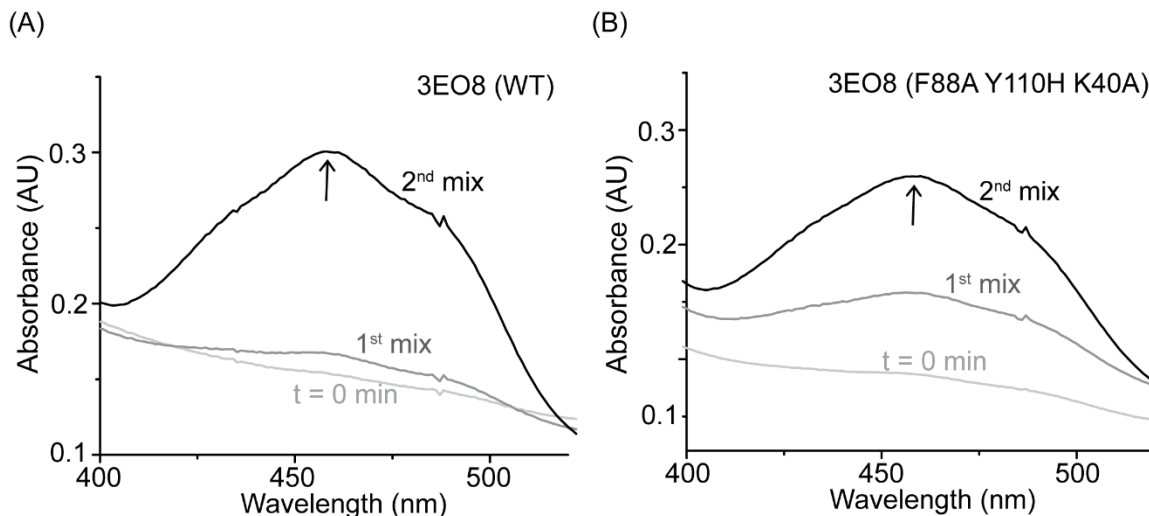 (A)
3EO8 (WT)
Absorbance (AU)
0.3
0.2
0.1
2nd mix
1st mix
t = 0 min
400
450
500
Wavelength (nm)
(B)
3EO8 (F88A Y110H K40A)
Absorbance (AU)
0.3
0.2
0.1
2nd mix
1st mix
t = 0 min
400
450
500
Wavelength (nm)